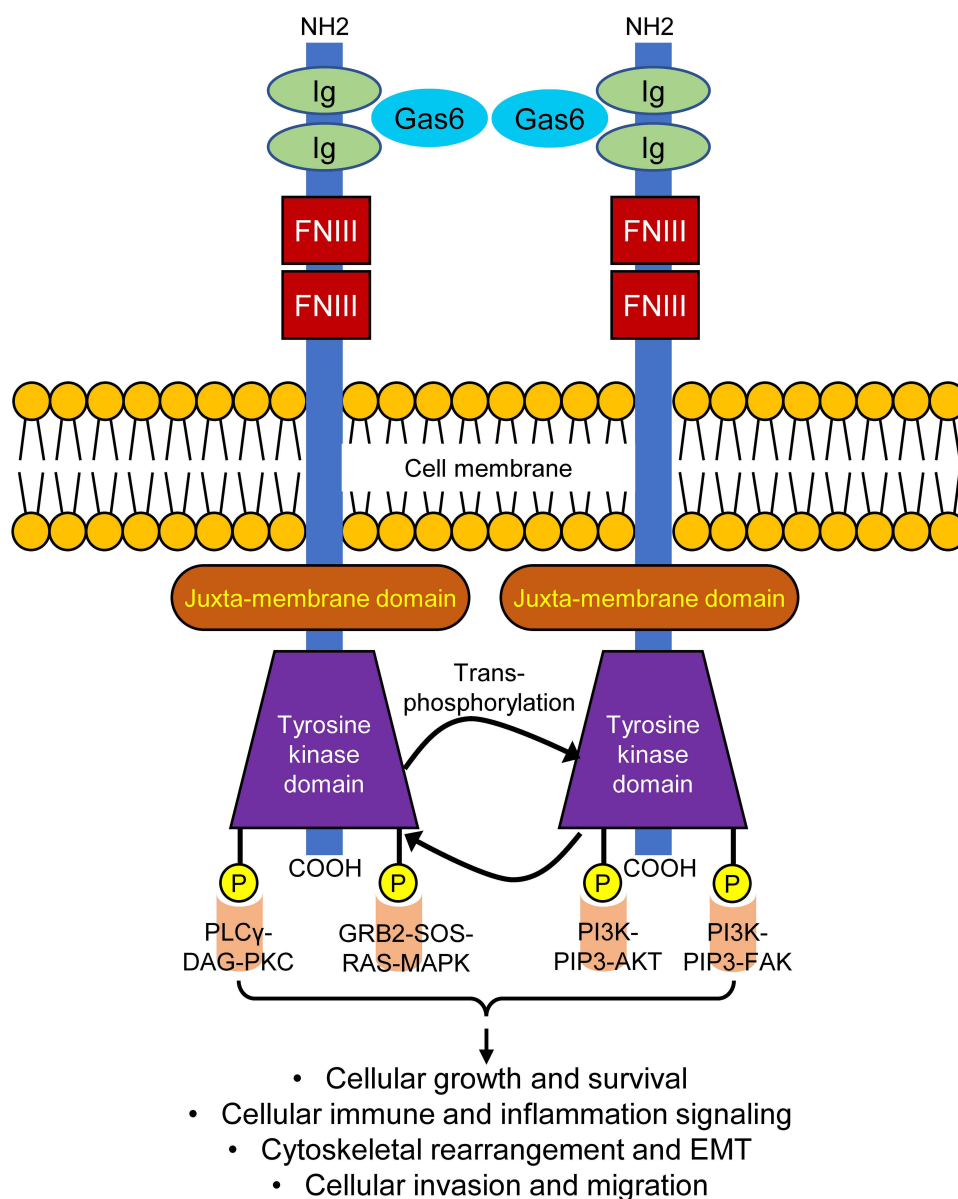 NH2
NH2
Ig
Ig
Gas6
Gas6
Ig
Ig
FNIII
FNIII
FNIII
FNIII
Cell membrane
Juxta-membrane domain
Juxta-membrane domain
Trans-
phosphorylation
Tyrosine
kinase
domain
Tyrosine
kinase
domain
COOH
COOH
P
P
P
P
PLCγ-
DAG-PKC
GRB2-SOS-
RAS-MAPK
PI3K-
PIP3-AKT
PI3K-
PIP3-FAK
• Cellular growth and survival
• Cellular immune and inflammation signaling
• Cytoskeletal rearrangement and EMT
• Cellular invasion and migration